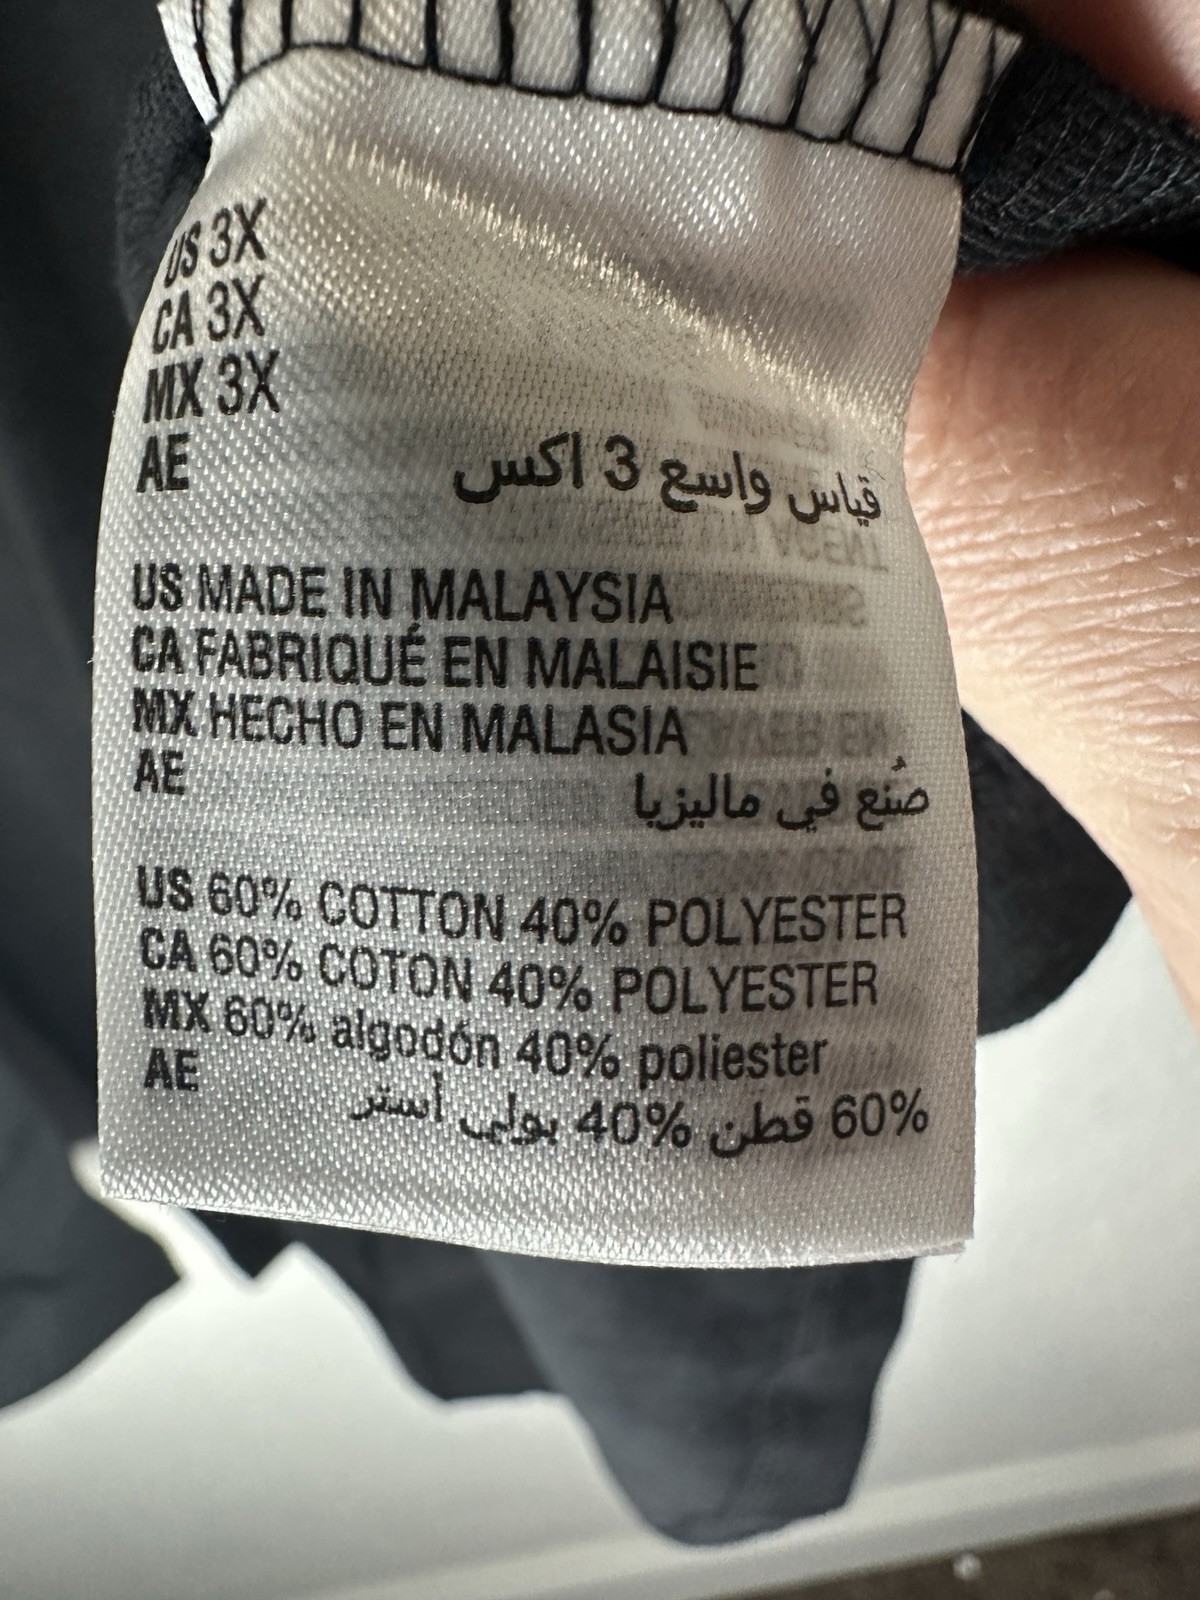 US 3X
CA 3X
MX 3X
AE
قياس واسع 3 اكس
US MADE IN MALAYSIA
CA FABRIQUÉ EN MALAISIE
MX HECHO EN MALASIA
AE
صُنع في ماليزيا
US 60% COTTON 40% POLYESTER
CA 60% COTON 40% POLYESTER
MX 60% algodón 40% poliester
AE
60% قطن 40% بولي أستر